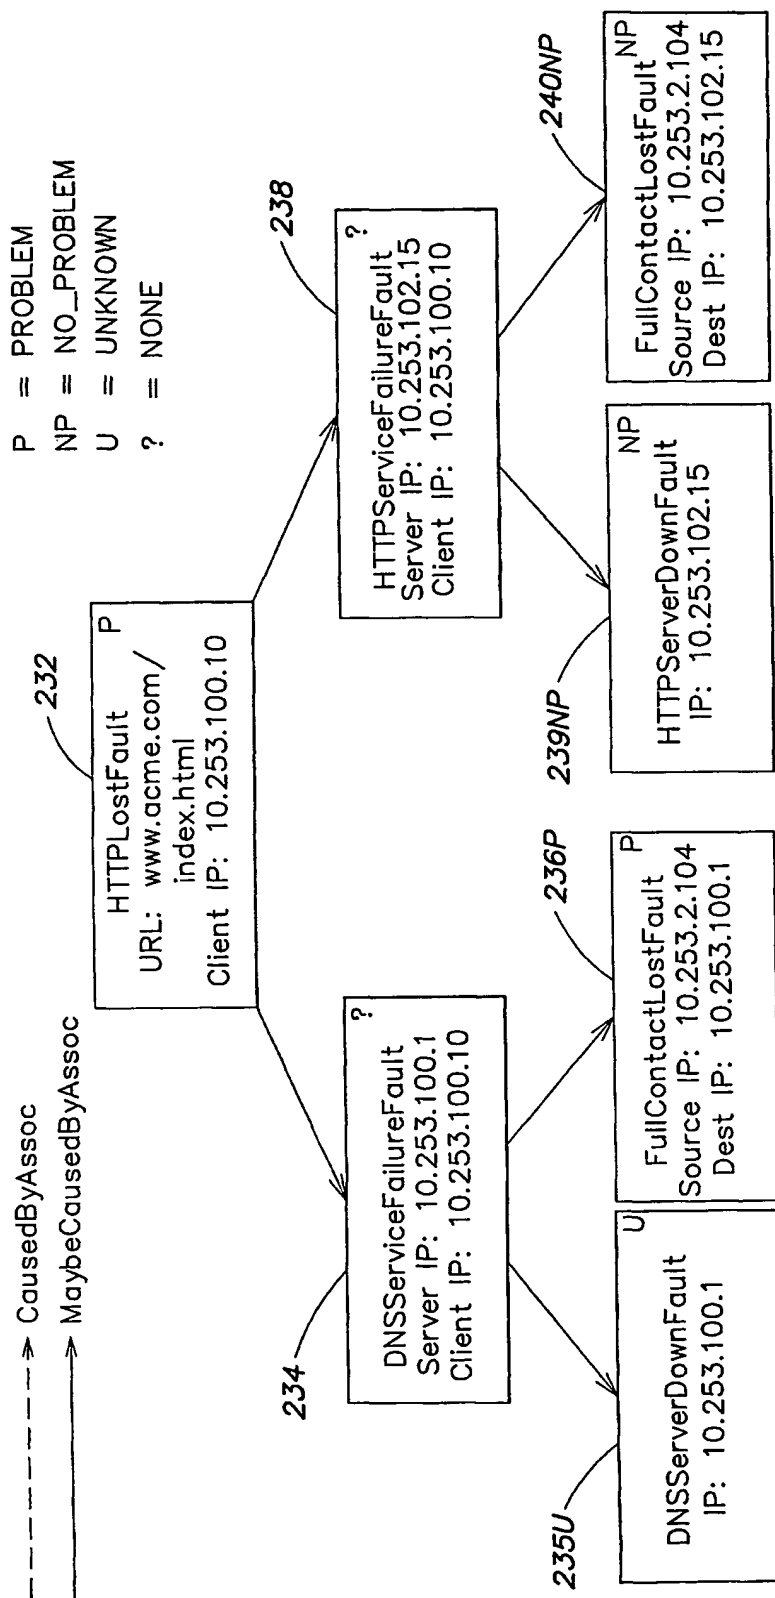 CausedByAssoc
MaybeCausedByAssoc
P = PROBLEM
NP = NO_PROBLEM
U = UNKNOWN
? = NONE
232
HTTPLostFault
URL: www.acme.com/
index.html
Client IP: 10.253.100.10
P
234
DNSServiceFailureFault
Server IP: 10.253.100.1
Client IP: 10.253.100.10
?
238
HTTPServiceFailureFault
Server IP: 10.253.102.15
Client IP: 10.253.100.10
?
235U
DNSServerDownFault
IP: 10.253.100.1
U
236P
FullContactLostFault
Source IP: 10.253.2.104
Dest IP: 10.253.100.1
P
239NP
HTTPServerDownFault
IP: 10.253.102.15
NP
240NP
FullContactLostFault
Source IP: 10.253.2.104
Dest IP: 10.253.102.15
NP